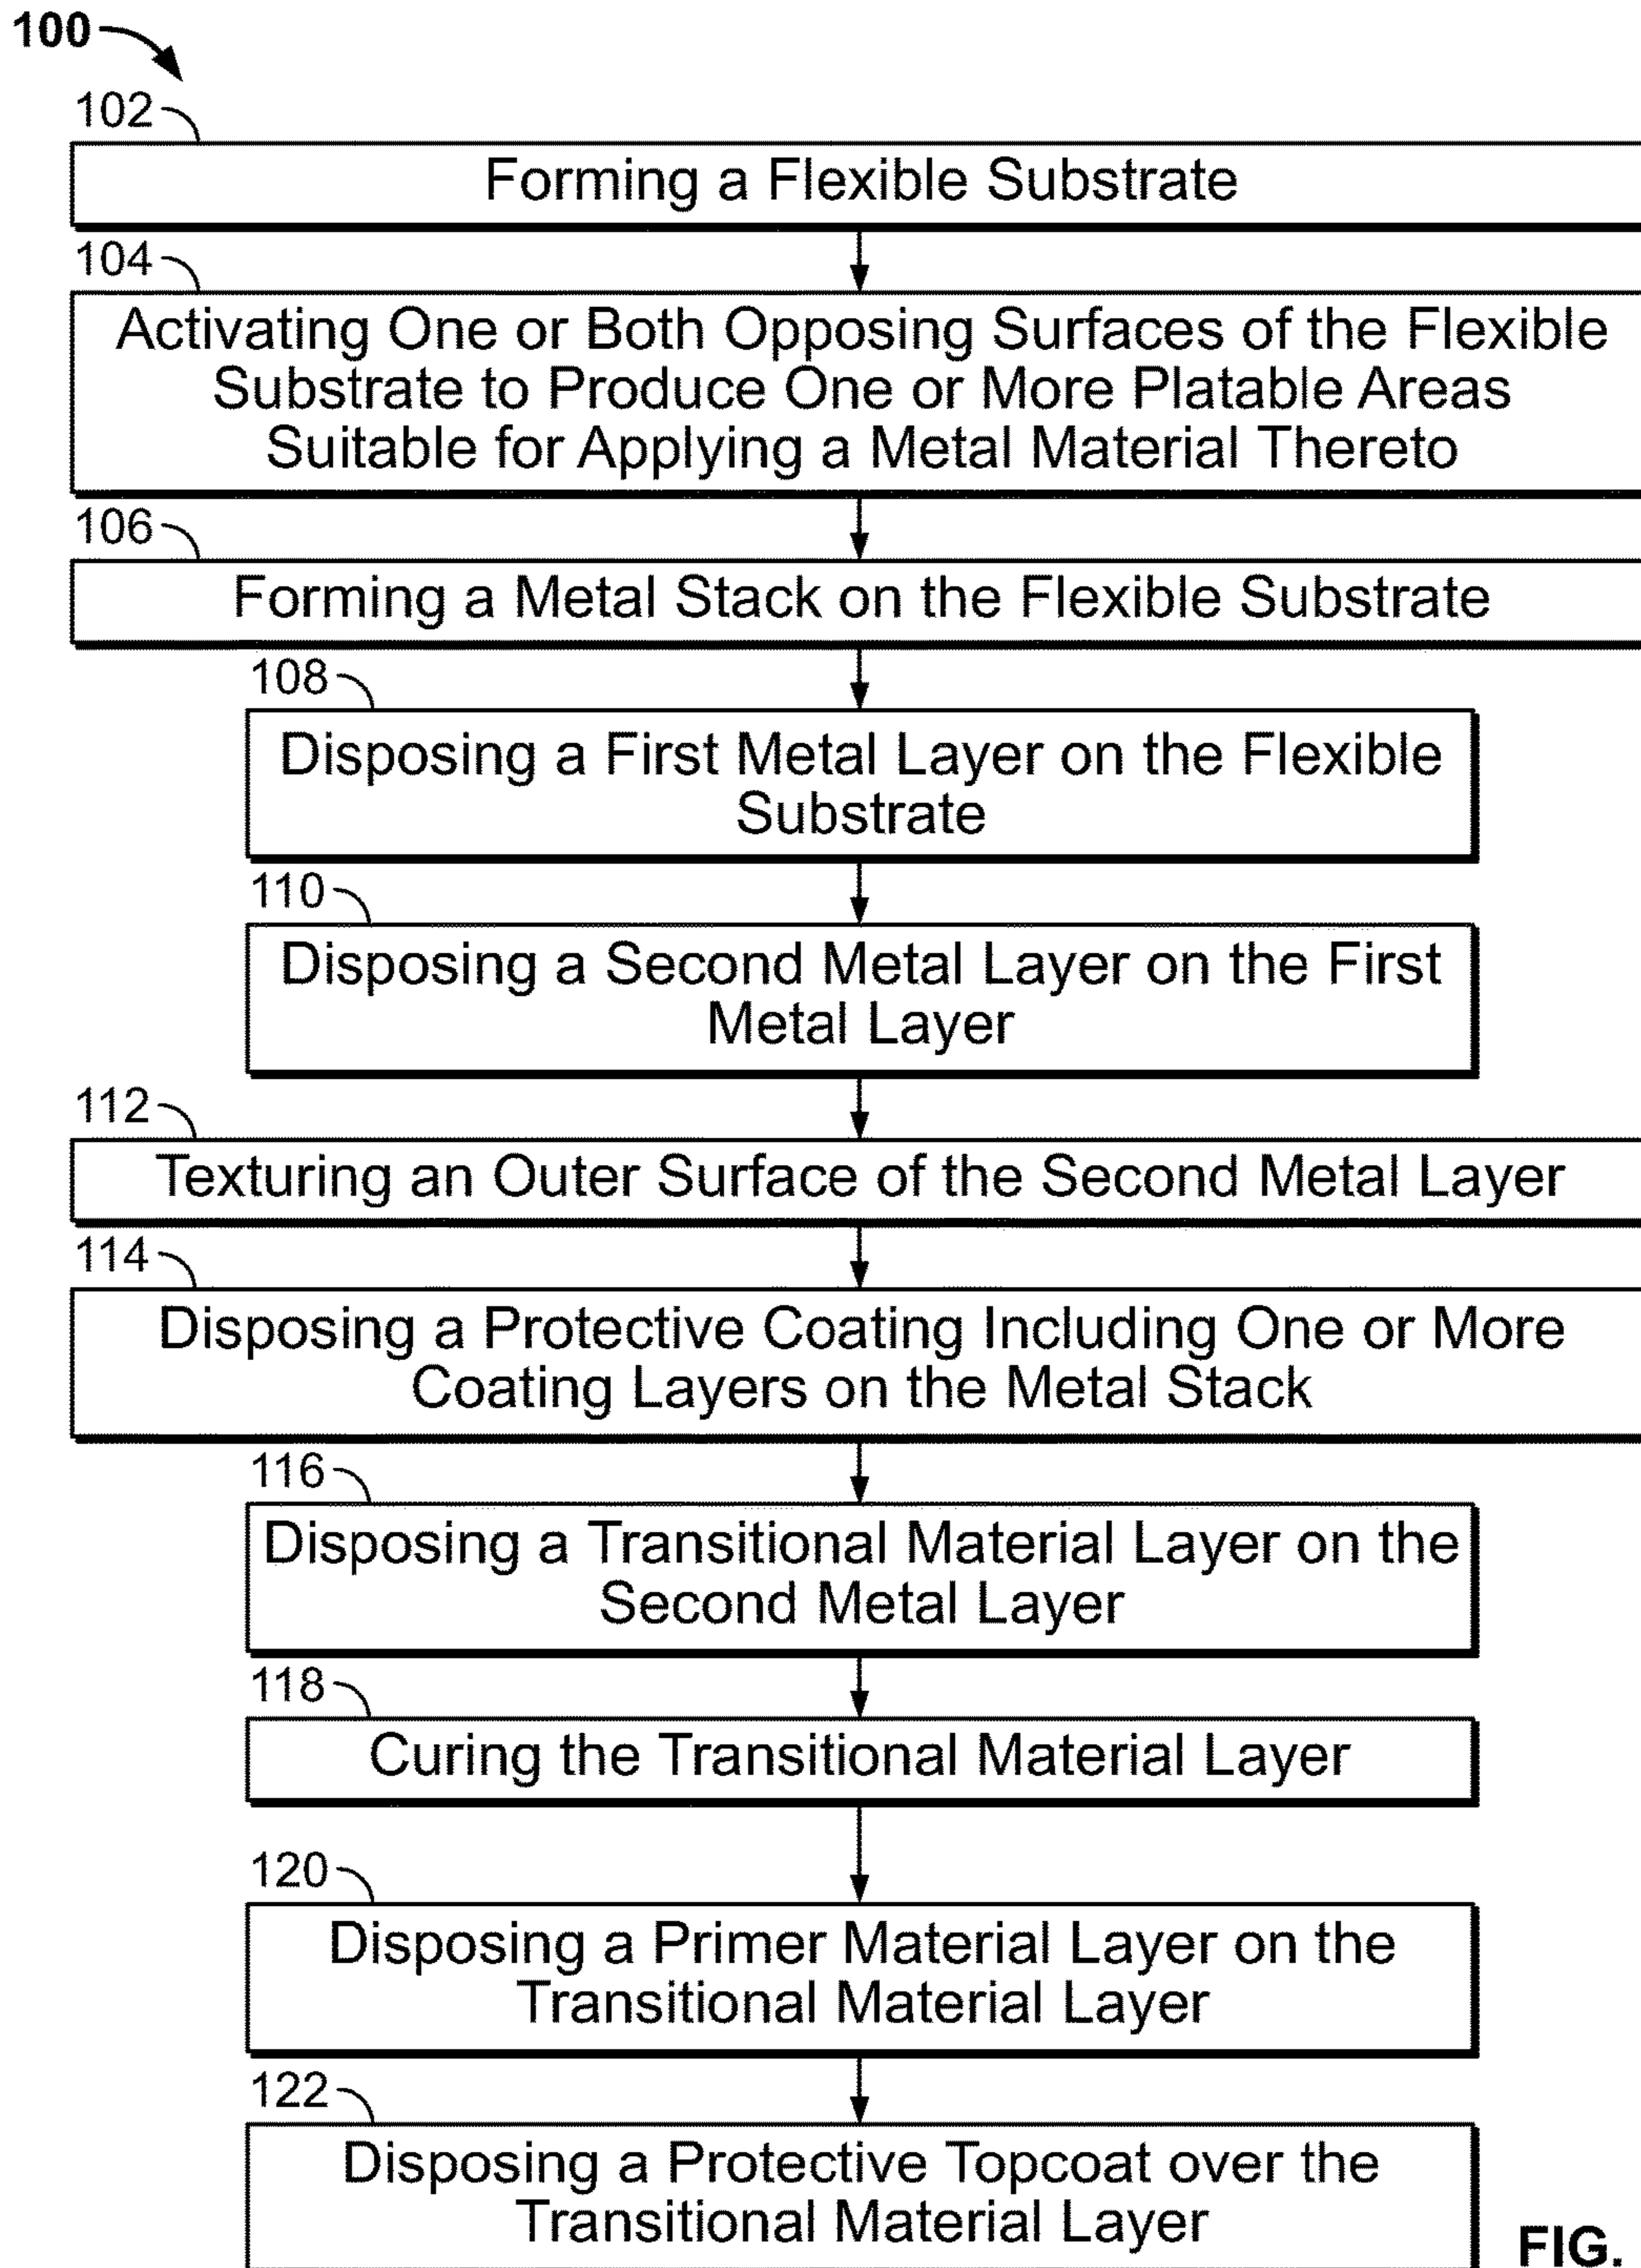 100
102
Forming a Flexible Substrate
104
Activating One or Both Opposing Surfaces of the Flexible
Substrate to Produce One or More Platable Areas
Suitable for Applying a Metal Material Thereto
106
Forming a Metal Stack on the Flexible Substrate
108
Disposing a First Metal Layer on the Flexible
Substrate
110
Disposing a Second Metal Layer on the First
Metal Layer
112
Texturing an Outer Surface of the Second Metal Layer
114
Disposing a Protective Coating Including One or More
Coating Layers on the Metal Stack
116
Disposing a Transitional Material Layer on the
Second Metal Layer
118
Curing the Transitional Material Layer
120
Disposing a Primer Material Layer on the
Transitional Material Layer
122
Disposing a Protective Topcoat over the
Transitional Material Layer
FIG.